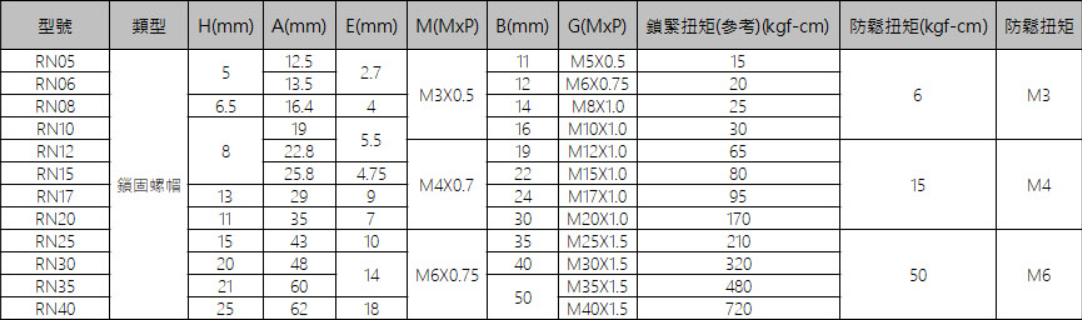 型號 類型 H(mm) A(mm) E(mm) M(MxP) B(mm) G(MxP) 鎖緊扭矩(參考)(kgf-cm) 防鬆扭矩(kgf-cm) 防鬆扭矩
RN05 鎖固螺帽 5 12.5 2.7 M3X0.5 11 M5X0.5 15 6 M3
RN06 13.5 12 M6X0.75 20
RN08 6.5 16.4 4 14 M8X1.0 25
RN10 8 19 5.5 16 M10X1.0 30
RN12 22.8 M4X0.7 19 M12X1.0 65 15 M4
RN15 25.8 4.75 22 M15X1.0 80
RN17 13 29 9 24 M17X1.0 95
RN20 11 35 7 30 M20X1.0 170
RN25 15 43 10 M6X0.75 35 M25X1.5 210 50 M6
RN30 20 48 14 40 M30X1.5 320
RN35 21 60 50 M35X1.5 480
RN40 25 62 18 M40X1.5 720